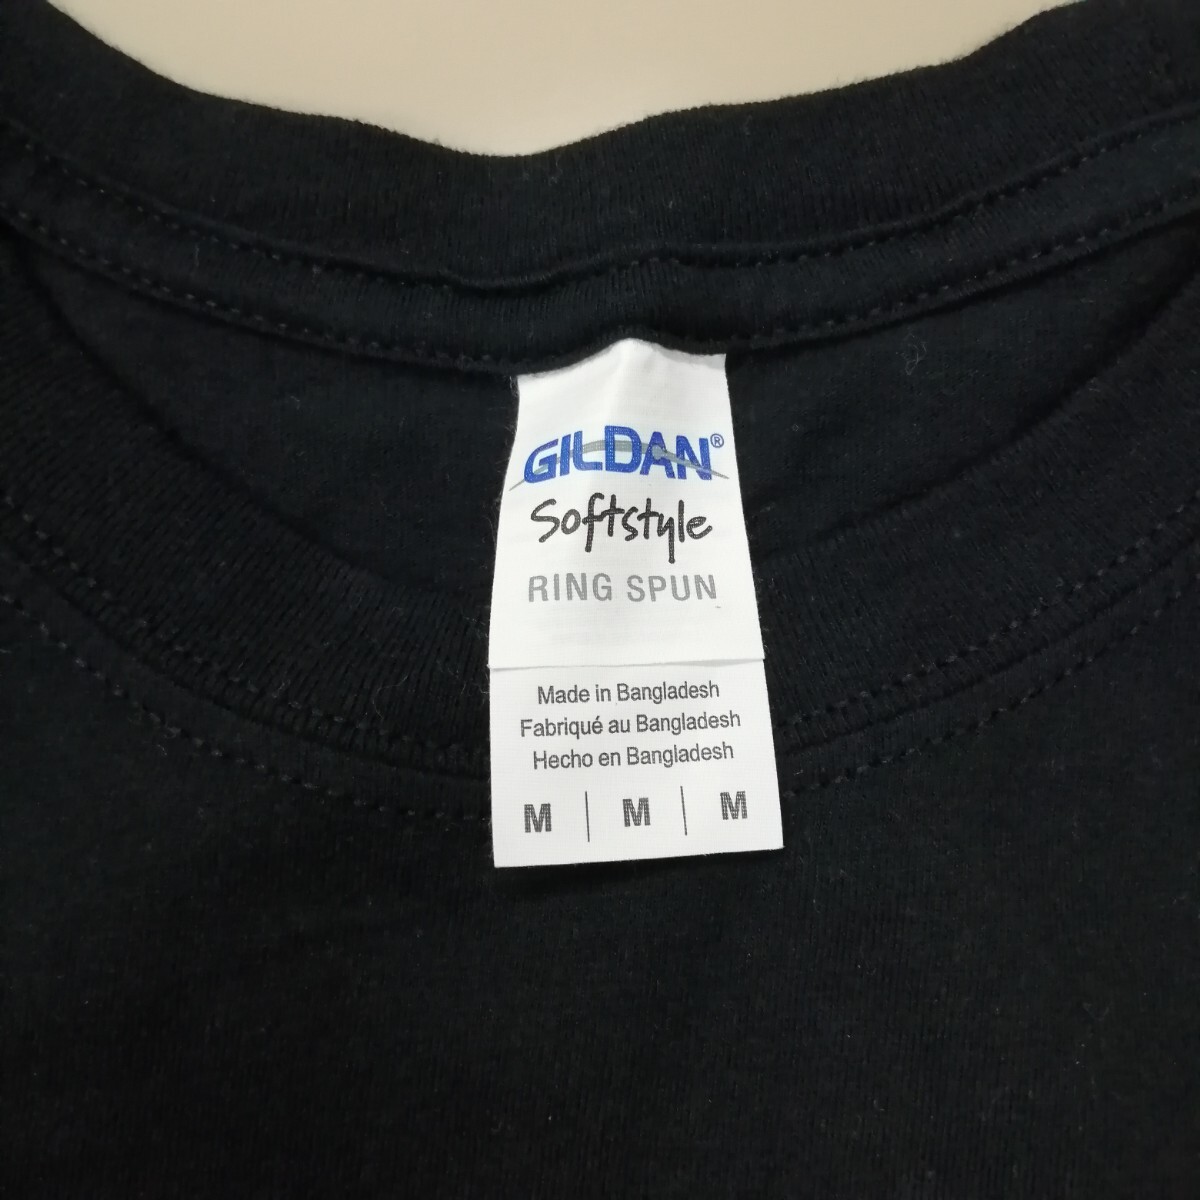 GILDAN®
Softstyle
RING SPUN
Made in Bangladesh
Fabriqué au Bangladesh
Hecho en Bangladesh
M | M | M